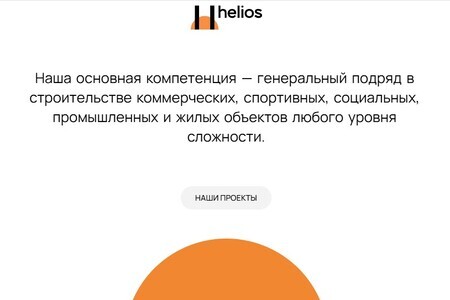 helios
Наша основная компетенция — генеральный подряд в
строительстве коммерческих, спортивных, социальных,
промышленных и жилых объектов любого уровня
сложности.
НАШИ ПРОЕКТЫ